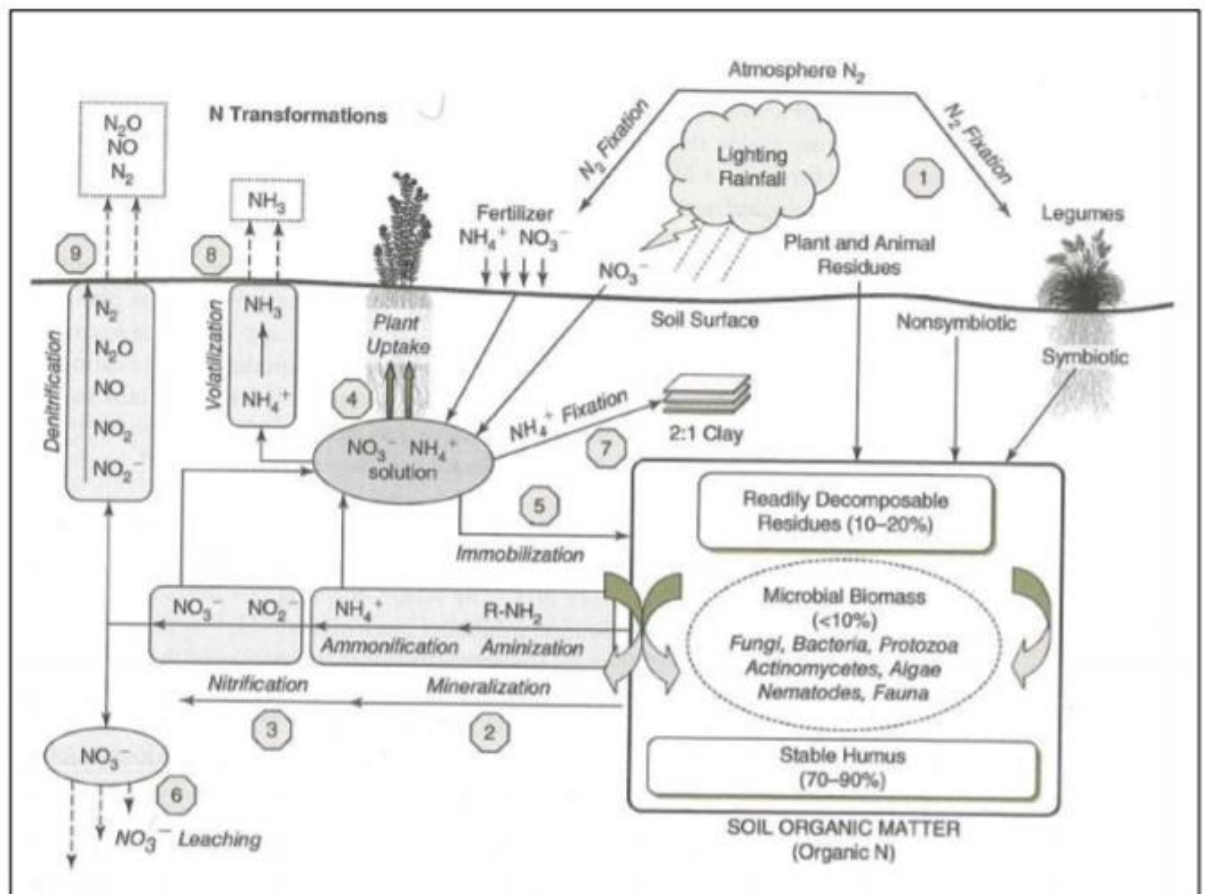 N Transformations
Atmosphere N₂
N₂O
NO
N₂
N₂ Fixation
N₂ Fixation
Lighting
Rainfall
1
NH₃
Fertilizer
NH₄⁺ NO₃⁻
Legumes
Plant and Animal
Residues
9
8
NO₃⁻
N₂
N₂O
NO
NO₂
NO₂⁻
Denitrification
NH₃
NH₄⁺
Volatilization
Plant
Uptake
Soil Surface
Nonsymbiotic
Symbiotic
4
NO₃⁻ NH₄⁺
solution
NH₄⁺ Fixation
7
2:1 Clay
5
Immobilization
Readily Decomposable
Residues (10–20%)
Microbial Biomass
(<10%)
Fungi, Bacteria, Protozoa
Actinomycetes, Algae
Nematodes, Fauna
Stable Humus
(70–90%)
SOIL ORGANIC MATTER
(Organic N)
NO₃⁻ NO₂⁻
NH₄⁺ R-NH₂
Ammonification Aminization
Nitrification Mineralization
3 2
NO₃⁻
6
NO₃⁻ Leaching